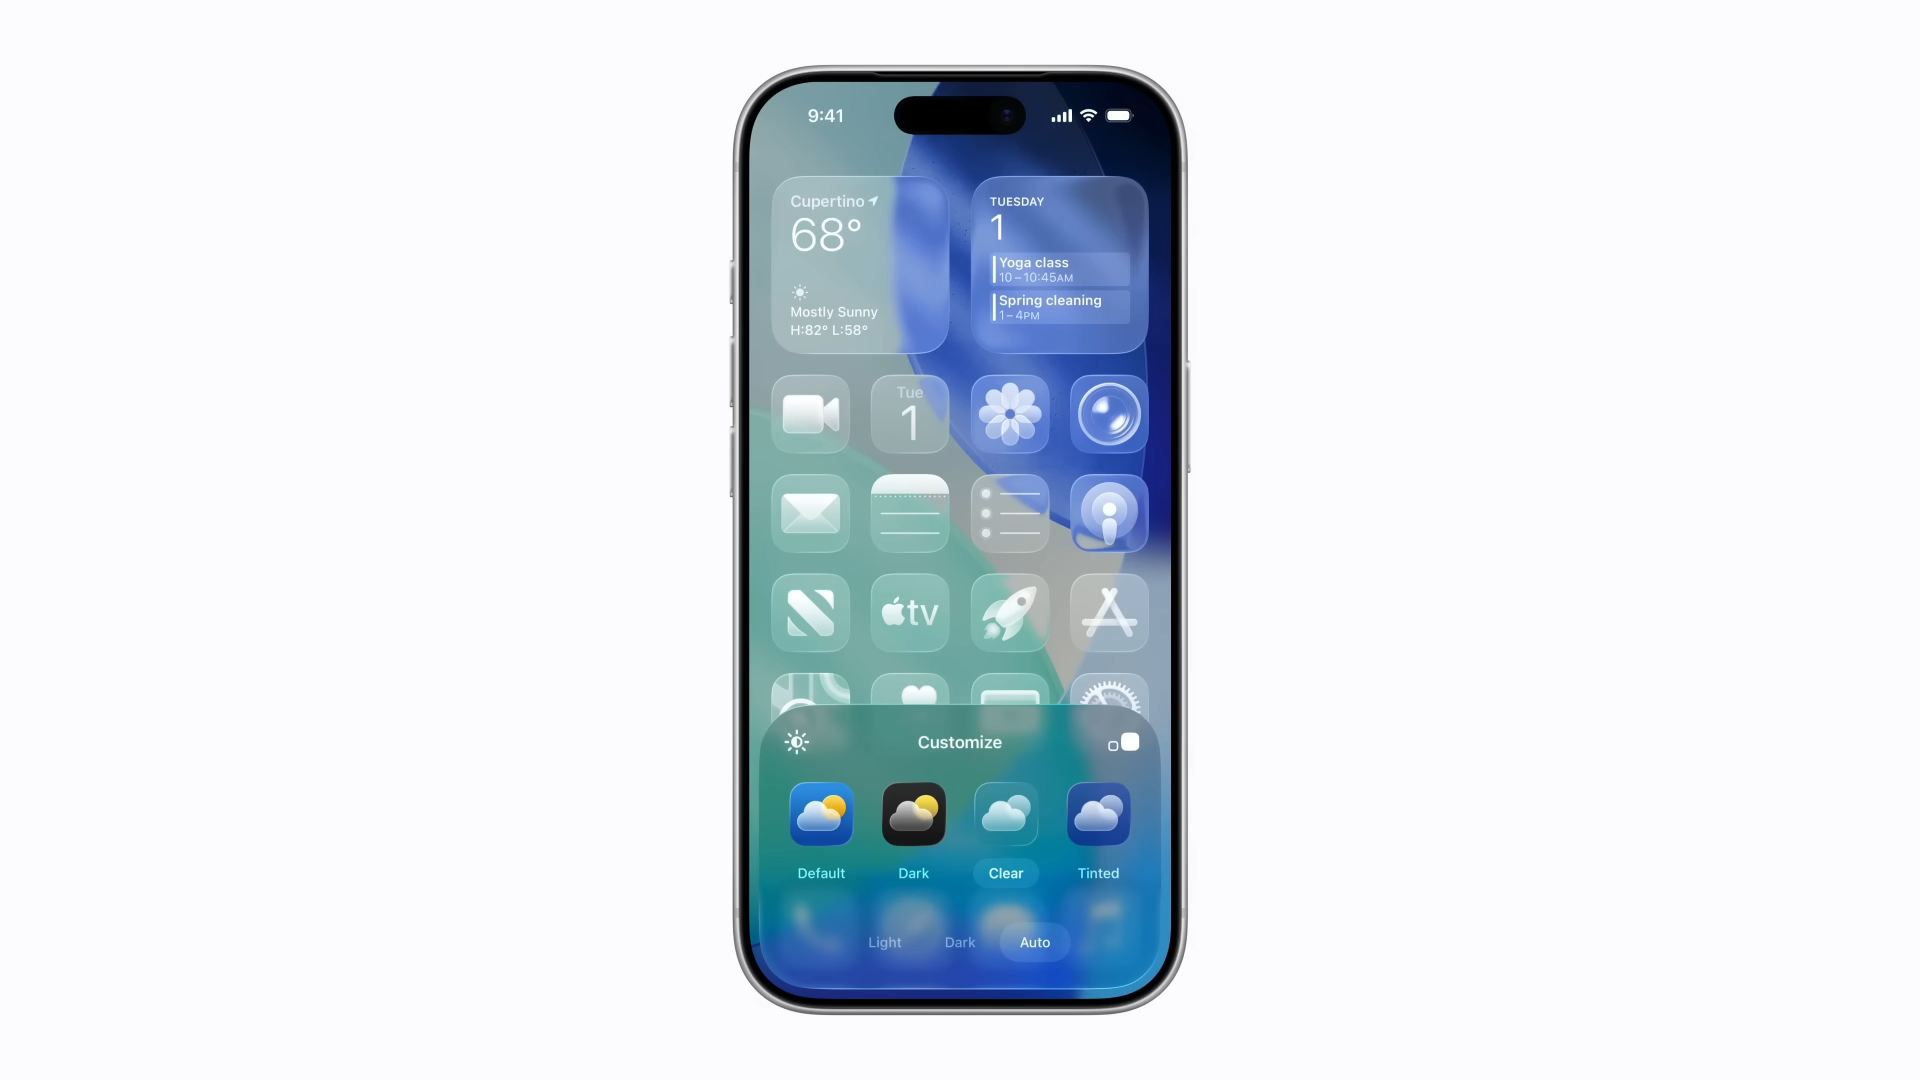 9:41
Cupertino
68°
Mostly Sunny
H:82° L:58°
TUESDAY
1
Yoga class
10–10:45AM
Spring cleaning
1–4PM
Tue
1
tv
Customize
Default Dark Clear Tinted
Light Dark Auto